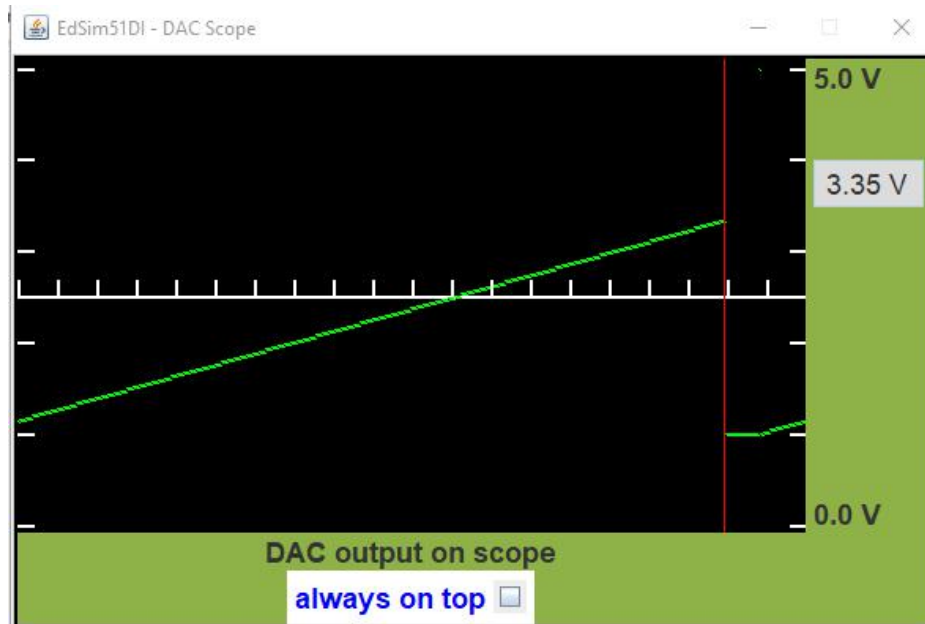 EdSim51DI - DAC Scope
5.0 V
3.35 V
0.0 V
DAC output on scope
always on top